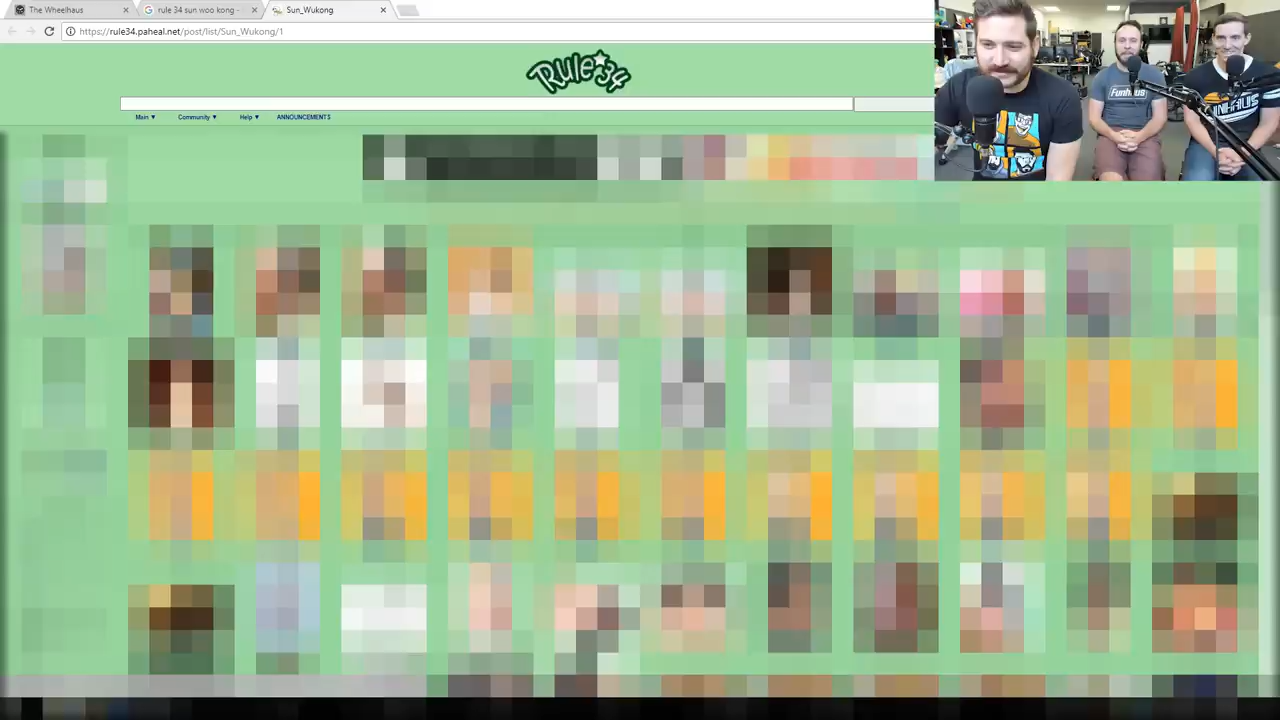 The Wheelhaus
rule 34 sun woo kong -
Sun_Wukong
https://rule34.paheal.net/post/list/Sun_Wukong/1
Rule34
Main ▼ Community ▼ Help ▼ ANNOUNCEMENTS
Funhaus